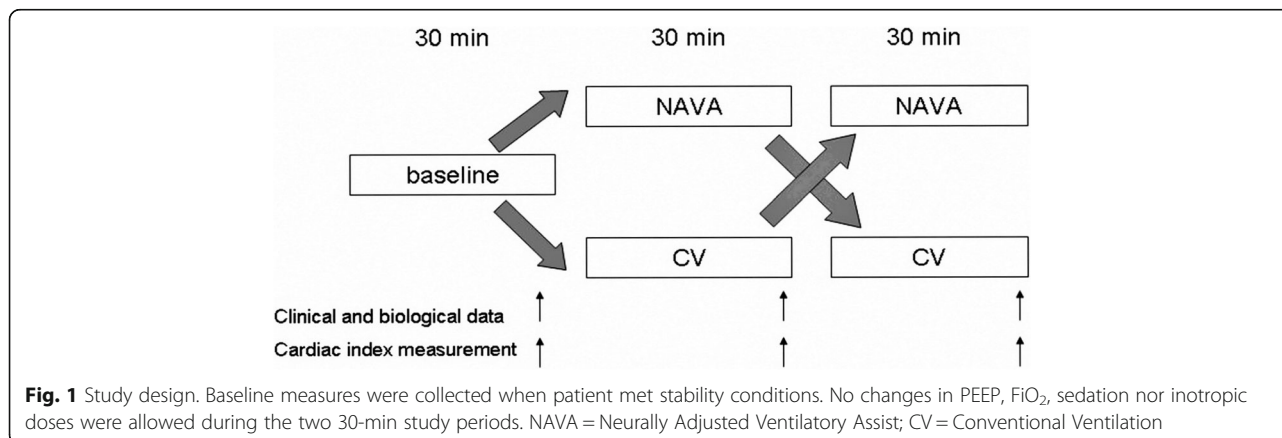 30 min 30 min 30 min
NAVA NAVA
baseline
CV CV
Clinical and biological data
Cardiac index measurement
Fig. 1 Study design. Baseline measures were collected when patient met stability conditions. No changes in PEEP, FiO₂, sedation nor inotropic
doses were allowed during the two 30-min study periods. NAVA = Neurally Adjusted Ventilatory Assist; CV = Conventional Ventilation